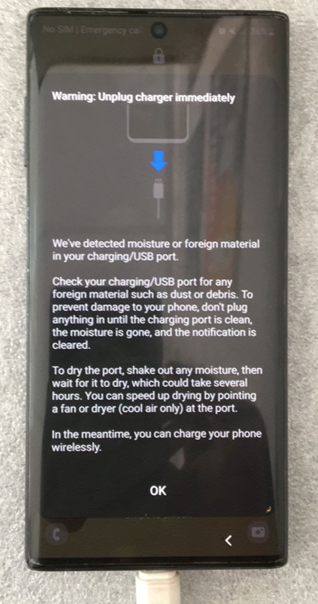 No SIM | Emergency cal
Warning: Unplug charger immediately
We've detected moisture or foreign material
in your charging/USB port.
Check your charging/USB port for any
foreign material such as dust or debris. To
prevent damage to your phone, don't plug
anything in until the charging port is clean,
the moisture is gone, and the notification is
cleared.
To dry the port, shake out any moisture, then
wait for it to dry, which could take several
hours. You can speed up drying by pointing
a fan or dryer (cool air only) at the port.
In the meantime, you can charge your phone
wirelessly.
OK